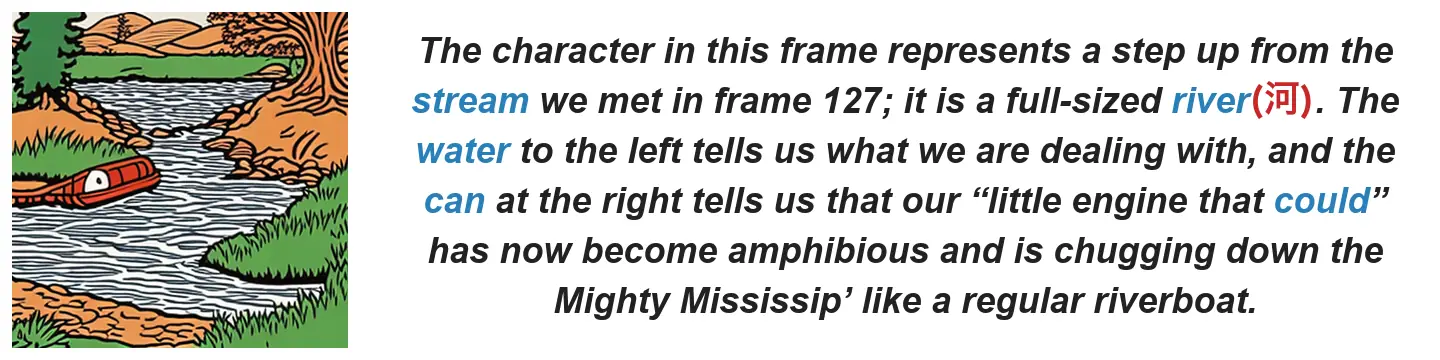 The character in this frame represents a step up from the
stream we met in frame 127; it is a full-sized river(河). The
water to the left tells us what we are dealing with, and the
can at the right tells us that our “little engine that could”
has now become amphibious and is chugging down the
Mighty Mississip’ like a regular riverboat.